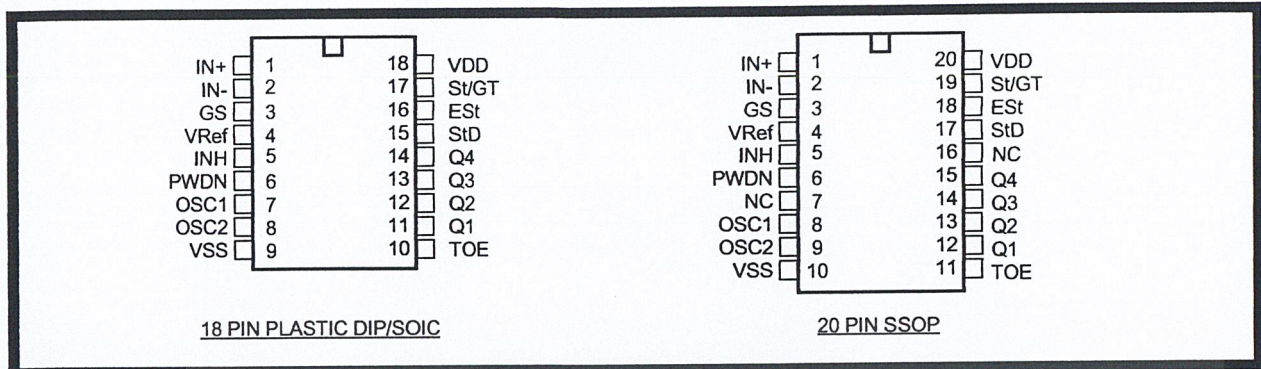 IN+ 1 18 VDD
IN- 2 17 St/GT
GS 3 16 ESt
VRef 4 15 StD
INH 5 14 Q4
PWDN 6 13 Q3
OSC1 7 12 Q2
OSC2 8 11 Q1
VSS 9 10 TOE
18 PIN PLASTIC DIP/SOIC
IN+ 1 20 VDD
IN- 2 19 St/GT
GS 3 18 ESt
VRef 4 17 StD
INH 5 16 NC
PWDN 6 15 Q4
NC 7 14 Q3
OSC1 8 13 Q2
OSC2 9 12 Q1
VSS 10 11 TOE
20 PIN SSOP